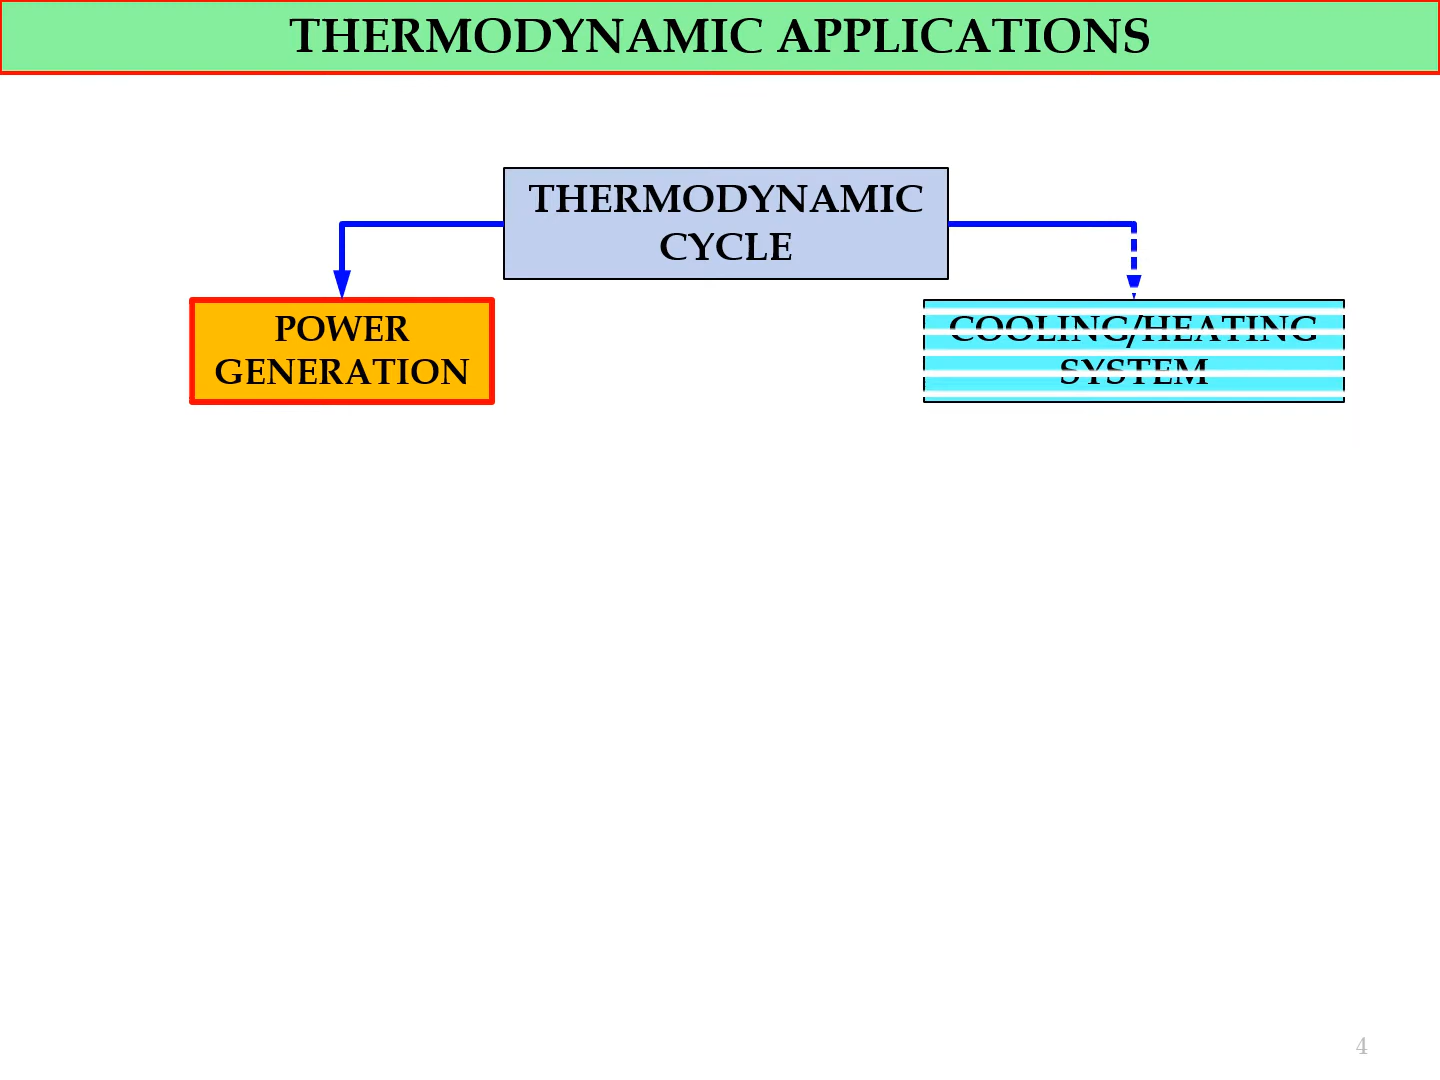 THERMODYNAMIC APPLICATIONS
THERMODYNAMIC
CYCLE
POWER
GENERATION
COOLING/HEATING
SYSTEM
4